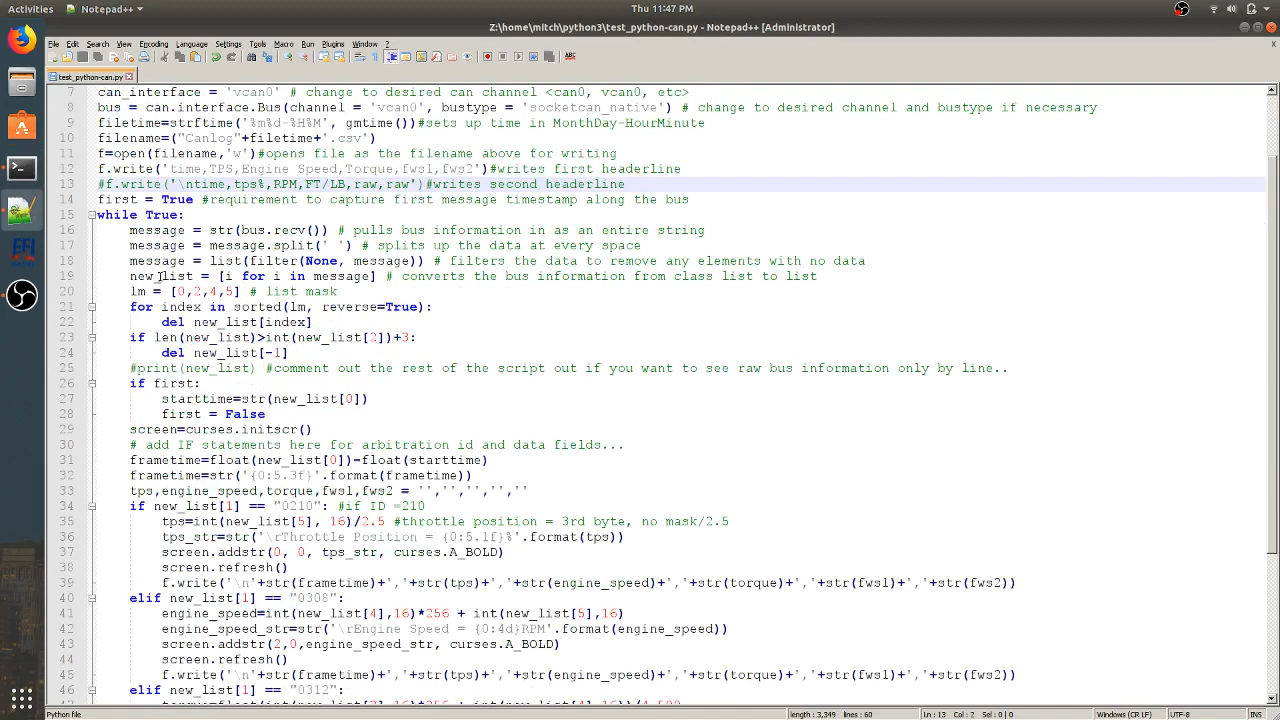 Activities Notepad++ Thu 11:47 PM
Z:\home\mitch\python3\test_python-can.py - Notepad++ [Administrator]
File Edit Search View Encoding Language Settings Tools Macro Run Plugins Window ? X
test_python-can.py
7 can_interface = 'vcan0' # change to desired can channel <can0, vcan0, etc>
8 bus = can.interface.Bus(channel = 'vcan0', bustype = 'socketcan_native') # change to desired channel and bustype if necessary
9 filetime=strftime('%m%d-%H%M', gmtime())#sets up time in MonthDay-HourMinute
10 filename=("Canlog"+filetime+'.csv')
11 f=open(filename,'w')#opens file as the filename above for writing
12 f.write('time,TPS,Engine Speed,Torque,fws1,fws2')#writes first headerline
13 #f.write('\ntime,tps%,RPM,FT/LB,raw,raw')#writes second headerline
14 first = True #requirement to capture first message timestamp along the bus
15 while True:
16 message = str(bus.recv()) # pulls bus information in as an entire string
17 message = message.split(' ') # splits up the data at every space
18 message = list(filter(None, message)) # filters the data to remove any elements with no data
19 new_list = [i for i in message] # converts the bus information from class list to list
20 lm = [0,2,4,5] # list mask
21 for index in sorted(lm, reverse=True):
22 del new_list[index]
23 if len(new_list)>int(new_list[2])+3:
24 del new_list[-1]
25 #print(new_list) #comment out the rest of the script out if you want to see raw bus information only by line..
26 if first:
27 starttime=str(new_list[0])
28 first = False
29 screen=curses.initscr()
30 # add IF statements here for arbitration id and data fields...
31 frametime=float(new_list[0])-float(starttime)
32 frametime=str('{0:5.3f}'.format(frametime))
33 tps,engine_speed,torque,fws1,fws2 = '','','','',''
34 if new_list[1] == "0210": #if ID =210
35 tps=int(new_list[5], 16)/2.5 #throttle position = 3rd byte, no mask/2.5
36 tps_str=str('\rThrottle Position = {0:5.1f}%'.format(tps))
37 screen.addstr(0, 0, tps_str, curses.A_BOLD)
38 screen.refresh()
39 f.write('\n'+str(frametime)+','+str(tps)+','+str(engine_speed)+','+str(torque)+','+str(fws1)+','+str(fws2))
40 elif new_list[1] == "0308":
41 engine_speed=int(new_list[4],16)*256 + int(new_list[5],16)
42 engine_speed_str=str('\rEngine Speed = {0:4d}RPM'.format(engine_speed))
43 screen.addstr(2,0,engine_speed_str, curses.A_BOLD)
44 screen.refresh()
45 f.write('\n'+str(frametime)+','+str(tps)+','+str(engine_speed)+','+str(torque)+','+str(fws1)+','+str(fws2))
46 elif new_list[1] == "0312":
Python file length : 3,349 lines : 60 Ln : 13 Col : 2 Sel : 0 | 0 Windows (CR LF) UTF-8 INS